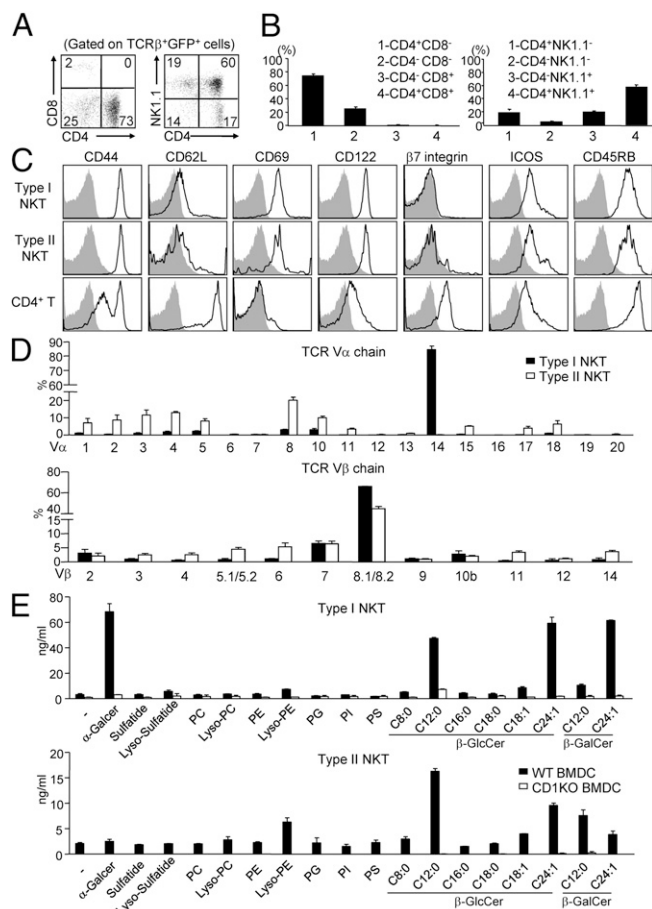 A
(Gated on TCRβ⁺GFP⁺ cells)
2 0
25 73
CD8
CD4
19 60
14 17
NK1.1
CD4
B
(%)
100
80
60
40
20
0
1 2 3 4
1-CD4⁺CD8⁻
2-CD4⁻ CD8⁻
3-CD4⁻ CD8⁺
4-CD4⁺CD8⁺
(%)
100
80
60
40
20
0
1 2 3 4
1-CD4⁺NK1.1⁻
2-CD4⁻NK1.1⁻
3-CD4⁻NK1.1⁺
4-CD4⁺NK1.1⁺
C
CD44 CD62L CD69 CD122 β7 integrin ICOS CD45RB
Type I
NKT
Type II
NKT
CD4⁺ T
D
TCR Vα chain
Type I NKT
Type II NKT
%
90
80
70
60
20
10
0
Vα 1 2 3 4 5 6 7 8 10 11 12 13 14 15 16 17 18 19 20
TCR Vβ chain
%
80
60
40
15
10
5
0
Vβ 2 3 4 5.1/5.2 6 7 8.1/8.2 9 10b 11 12 14
E
Type I NKT
ng/ml
80
60
40
20
0
- α-Galcer Sulfatide Lyso-Sulfatide PC Lyso-PC PE Lyso-PE PG PI PS C8:0 C12:0 C16:0 C18:0 C18:1 C24:1 C12:0 C24:1
β-GlcCer β-GalCer
Type II NKT
WT BMDC
CD1KO BMDC
ng/ml
20
15
10
5
0
- α-Galcer Sulfatide Lyso-Sulfatide PC Lyso-PC PE Lyso-PE PG PI PS C8:0 C12:0 C16:0 C18:0 C18:1 C24:1 C12:0 C24:1
β-GlcCer β-GalCer